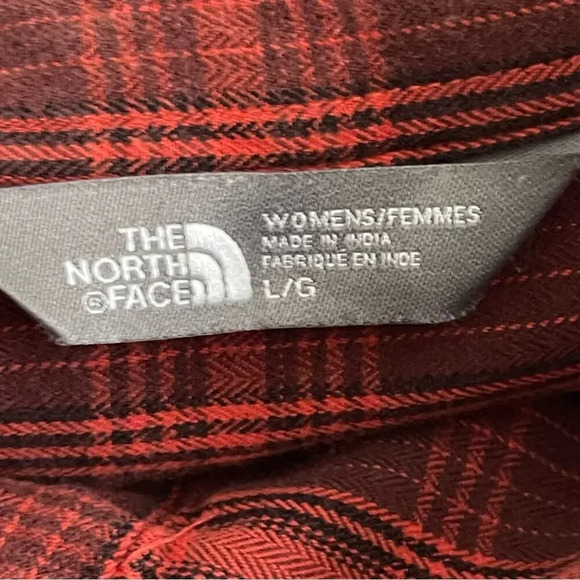 THE
NORTH
®FACE
WOMENS/FEMMES
MADE IN INDIA
FABRIQUE EN INDE
L/G